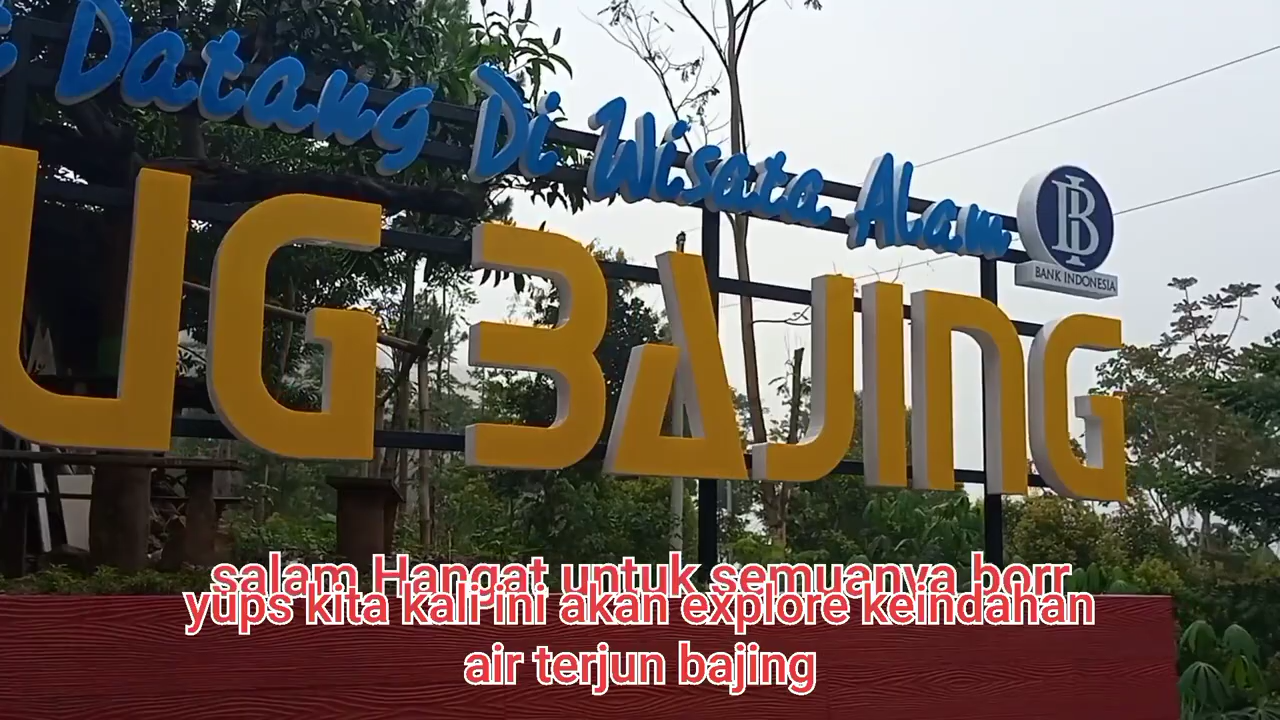 Datang Di Wisata Alam
UG BAJING
BI
BANK INDONESIA
salam Hangat untuk semuanya borr
yups kita kali ini akan explore keindahan
air terjun bajing